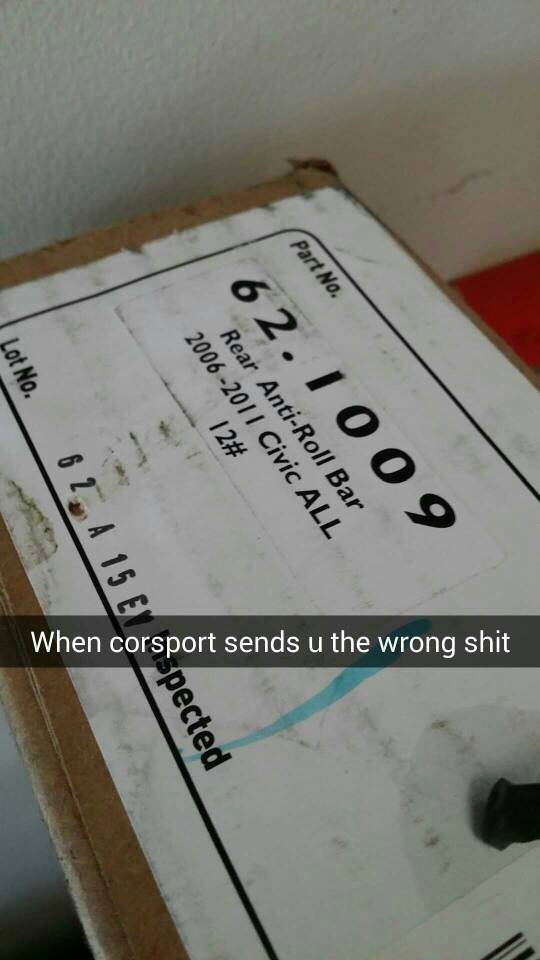 Part No.
62.1009
Rear Anti-Roll Bar
2006-2011 Civic ALL
12#
Lot No.
62 A 15 E
Inspected
When corsport sends u the wrong shit